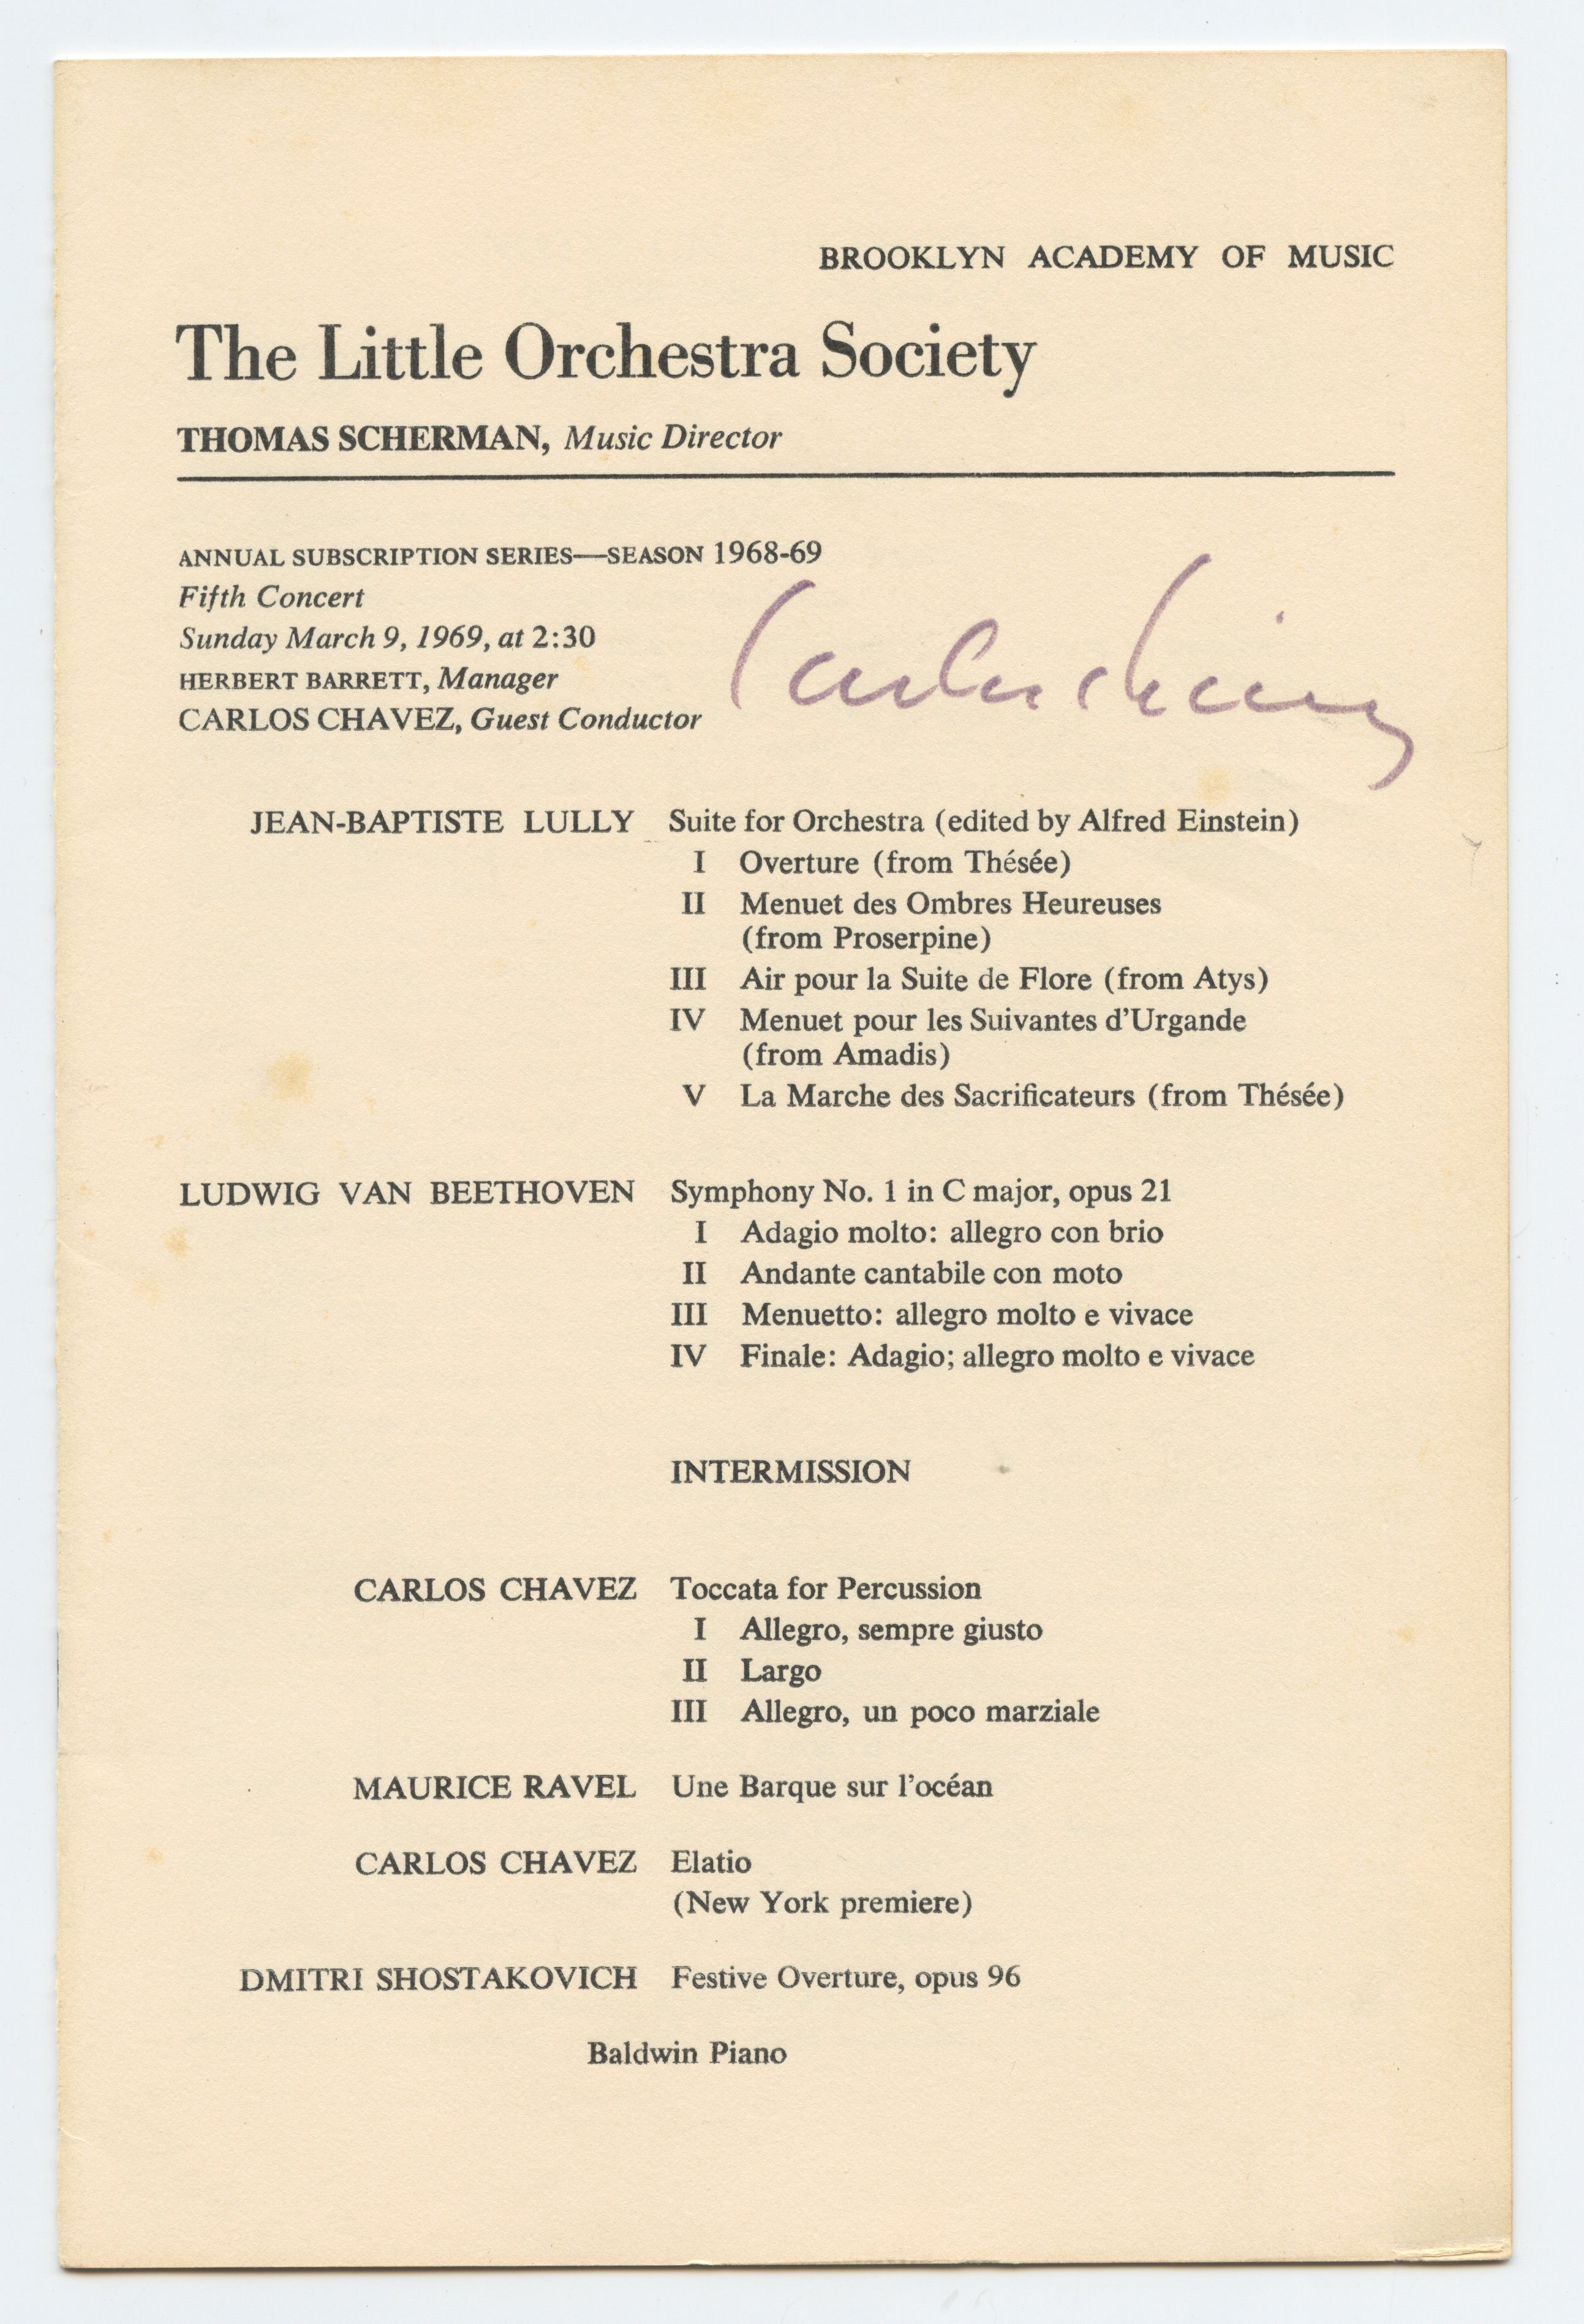 BROOKLYN ACADEMY OF MUSIC
The Little Orchestra Society
THOMAS SCHERMAN, Music Director
ANNUAL SUBSCRIPTION SERIES—SEASON 1968-69
Fifth Concert
Sunday March 9, 1969, at 2:30
HERBERT BARRETT, Manager
CARLOS CHAVEZ, Guest Conductor
Carlos Chávez
JEAN-BAPTISTE LULLY Suite for Orchestra (edited by Alfred Einstein)
I Overture (from Thésée)
II Menuet des Ombres Heureuses
(from Proserpine)
III Air pour la Suite de Flore (from Atys)
IV Menuet pour les Suivantes d'Urgande
(from Amadis)
V La Marche des Sacrificateurs (from Thésée)
LUDWIG VAN BEETHOVEN Symphony No. 1 in C major, opus 21
I Adagio molto: allegro con brio
II Andante cantabile con moto
III Menuetto: allegro molto e vivace
IV Finale: Adagio; allegro molto e vivace
INTERMISSION
CARLOS CHAVEZ Toccata for Percussion
I Allegro, sempre giusto
II Largo
III Allegro, un poco marziale
MAURICE RAVEL Une Barque sur l'océan
CARLOS CHAVEZ Elatio
(New York premiere)
DMITRI SHOSTAKOVICH Festive Overture, opus 96
Baldwin Piano